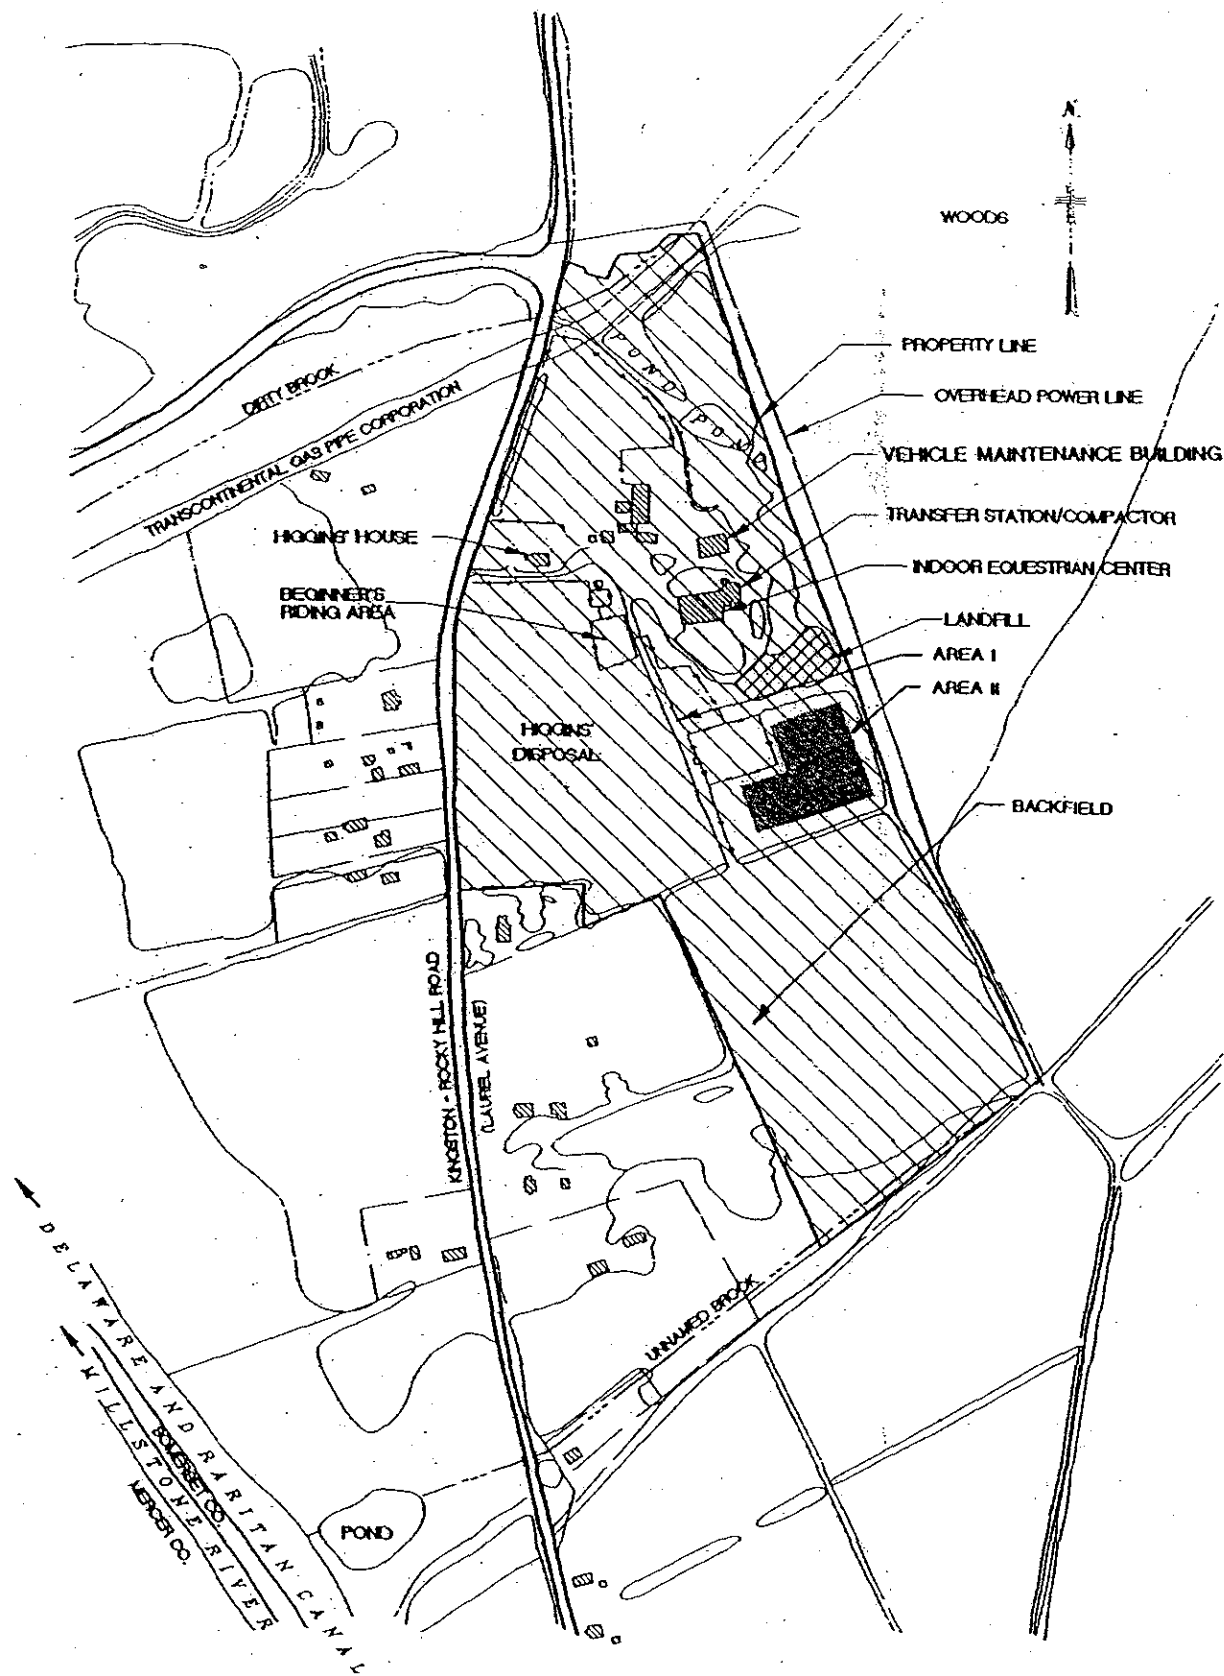 N
WOODS
PROPERTY LINE
OVERHEAD POWER LINE
POND
POND
DIRTY BROOK
TRANSCONTINENTAL GAS PIPE CORPORATION
VEHICLE MAINTENANCE BUILDING
TRANSFER STATION/COMPACTOR
HIGGINS' HOUSE
INDOOR EQUESTRIAN CENTER
BEGINNER'S
RIDING AREA
LANDFILL
AREA I
AREA II
HIGGINS'
DISPOSAL
BACKFIELD
KINGSTON - ROCKY HILL ROAD
(LAUREL AVENUE)
UNNAMED BROOK
DELAWARE AND RARITAN CANAL
SOMERSET CO.
MILLSTONE RIVER
MERCER CO.
POND